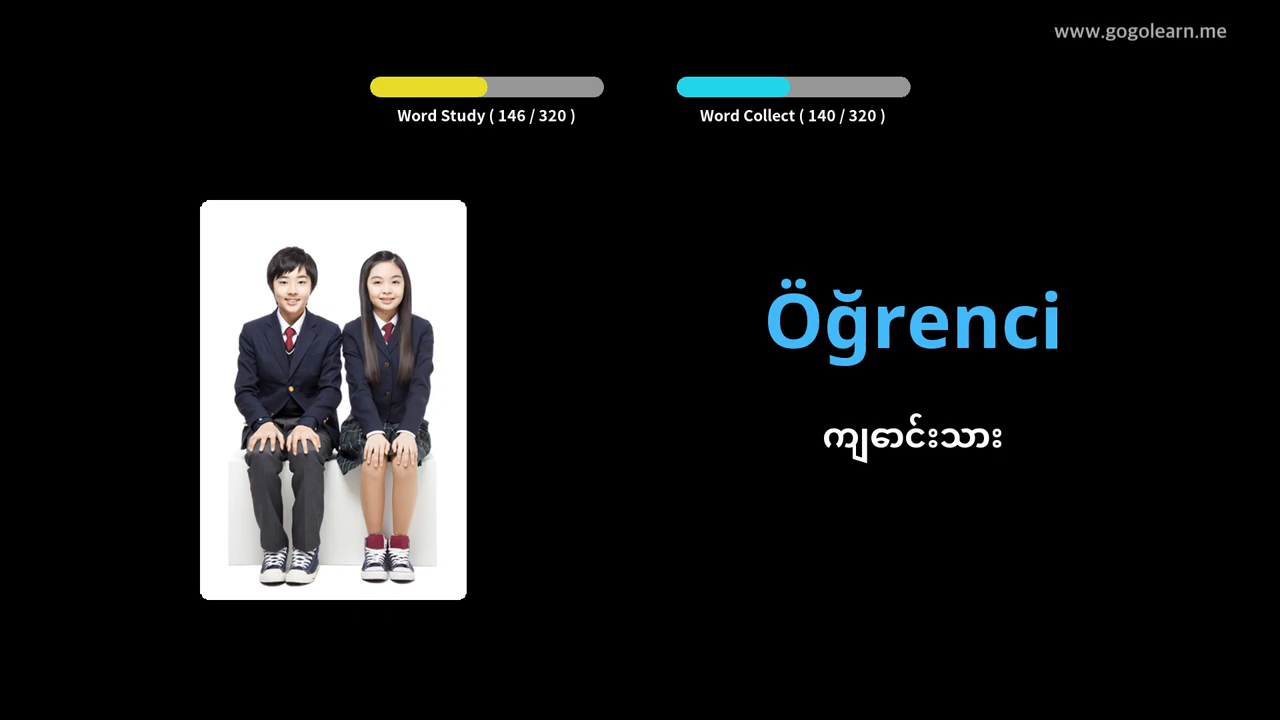 www.gogolearn.me
Word Study ( 146 / 320 )
Word Collect ( 140 / 320 )
Öğrenci
ကျောင်းသား